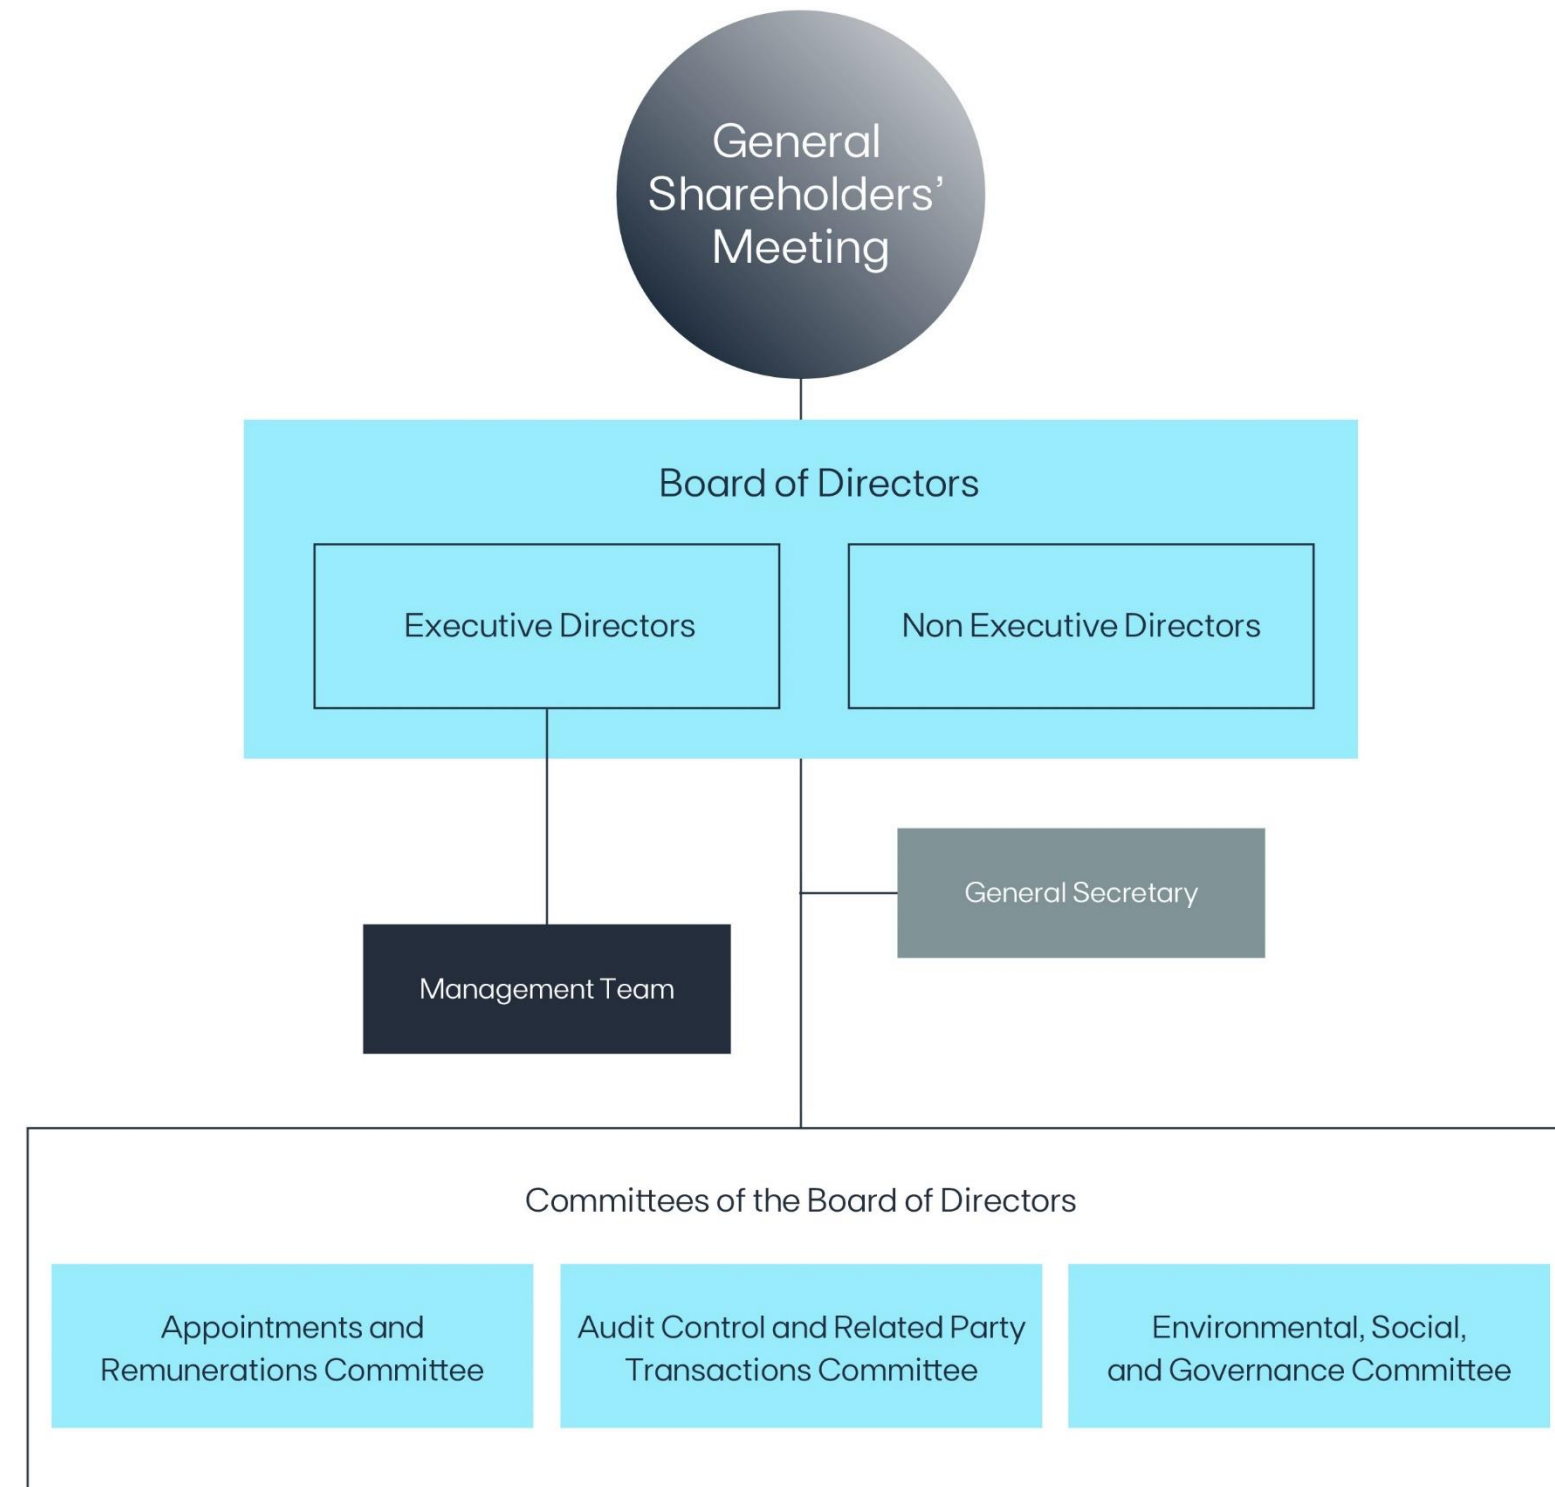 General
Shareholders’
Meeting
Board of Directors
Executive Directors
Non Executive Directors
General Secretary
Management Team
Committees of the Board of Directors
Appointments and
Remunerations Committee
Audit Control and Related Party
Transactions Committee
Environmental, Social,
and Governance Committee